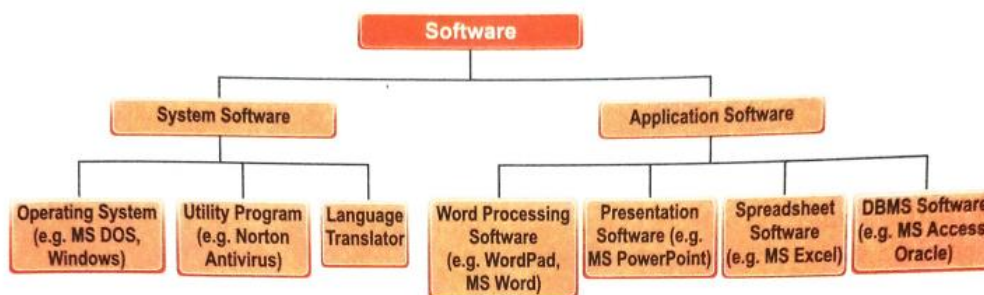 Software
System Software
Application Software
Operating System
(e.g. MS DOS,
Windows)
Utility Program
(e.g. Norton
Antivirus)
Language
Translator
Word Processing
Software
(e.g. WordPad,
MS Word)
Presentation
Software (e.g.
MS PowerPoint)
Spreadsheet
Software
(e.g. MS Excel)
DBMS Software
(e.g. MS Access
Oracle)